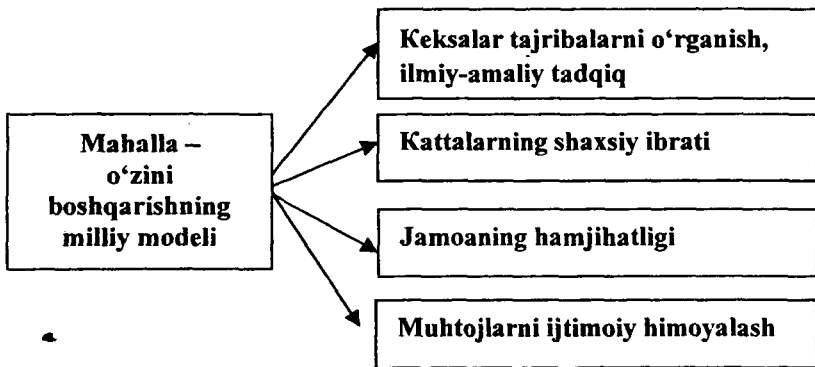 Mahalla –
o‘zini
boshqarishning
milliy modeli
Keksalar tajribalarni o‘rganish,
ilmiy-amaliy tadqiq
Kattalarning shaxsiy ibrati
Jamoaning hamjihatligi
Muhtojlarni ijtimoiy himoyalash